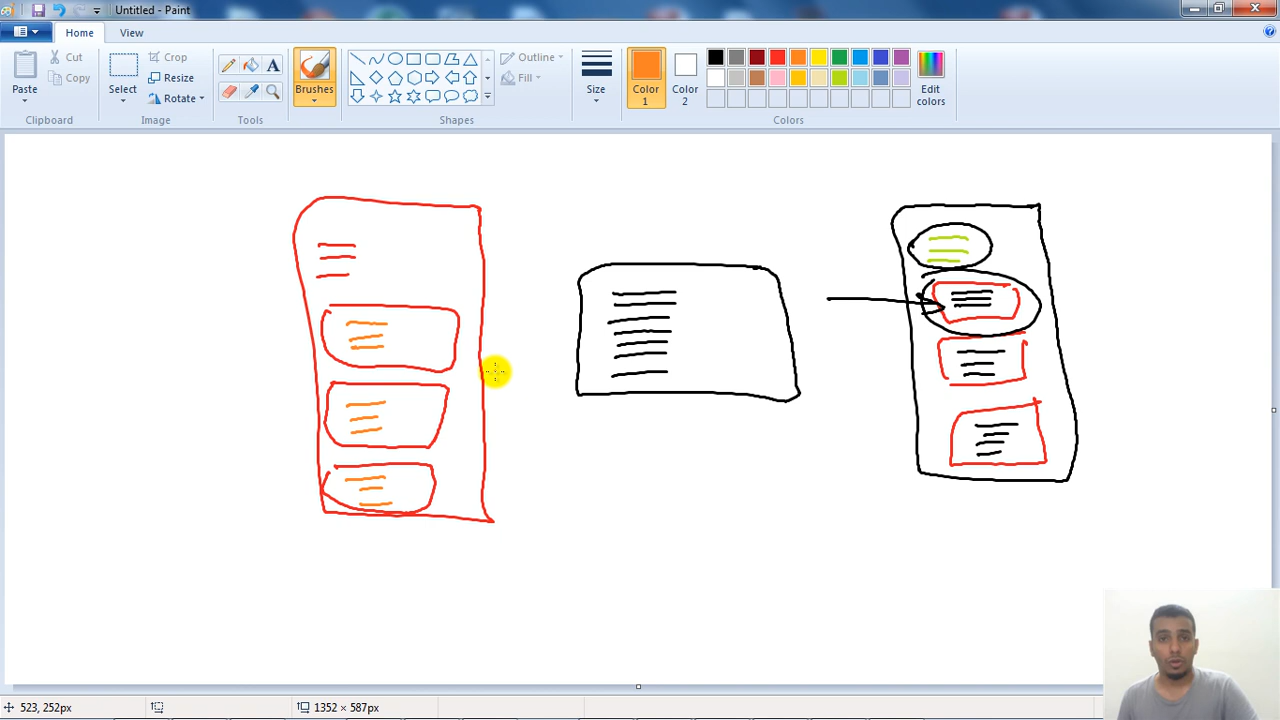 Untitled - Paint
Home
View
Paste
Cut
Copy
Clipboard
Select
Crop
Resize
Rotate
Image
Tools
Brushes
Shapes
Outline
Fill
Size
Color 1
Color 2
Edit colors
Colors
523, 252px
1352 × 587px